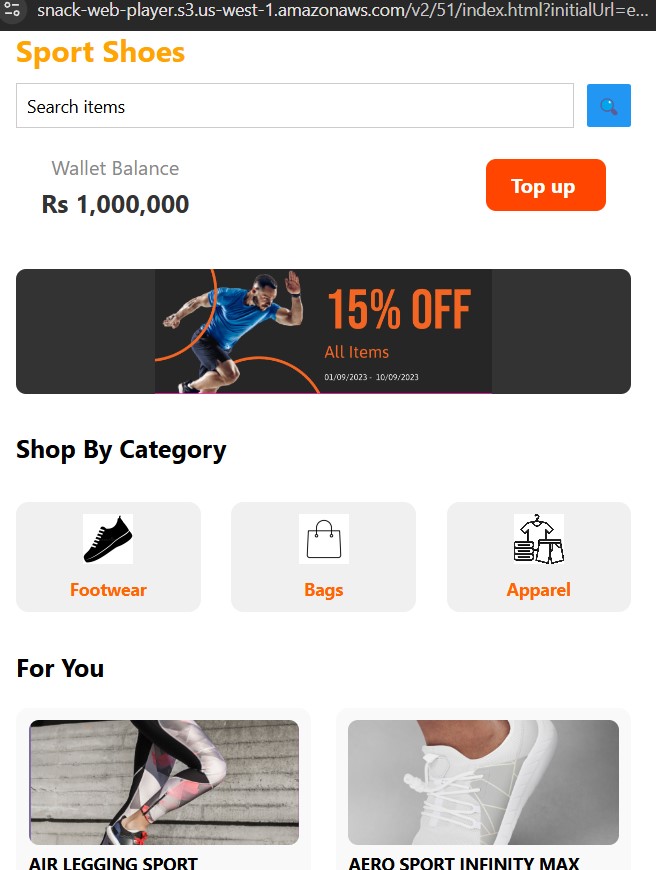 snack-web-player.s3.us-west-1.amazonaws.com/v2/51/index.html?initialUrl=e...
Sport Shoes
Search items
Wallet Balance
Rs 1,000,000
Top up
15% OFF
All Items
01/09/2023 - 10/09/2023
Shop By Category
Footwear
Bags
Apparel
For You
AIR LEGGING SPORT
AERO SPORT INFINITY MAX